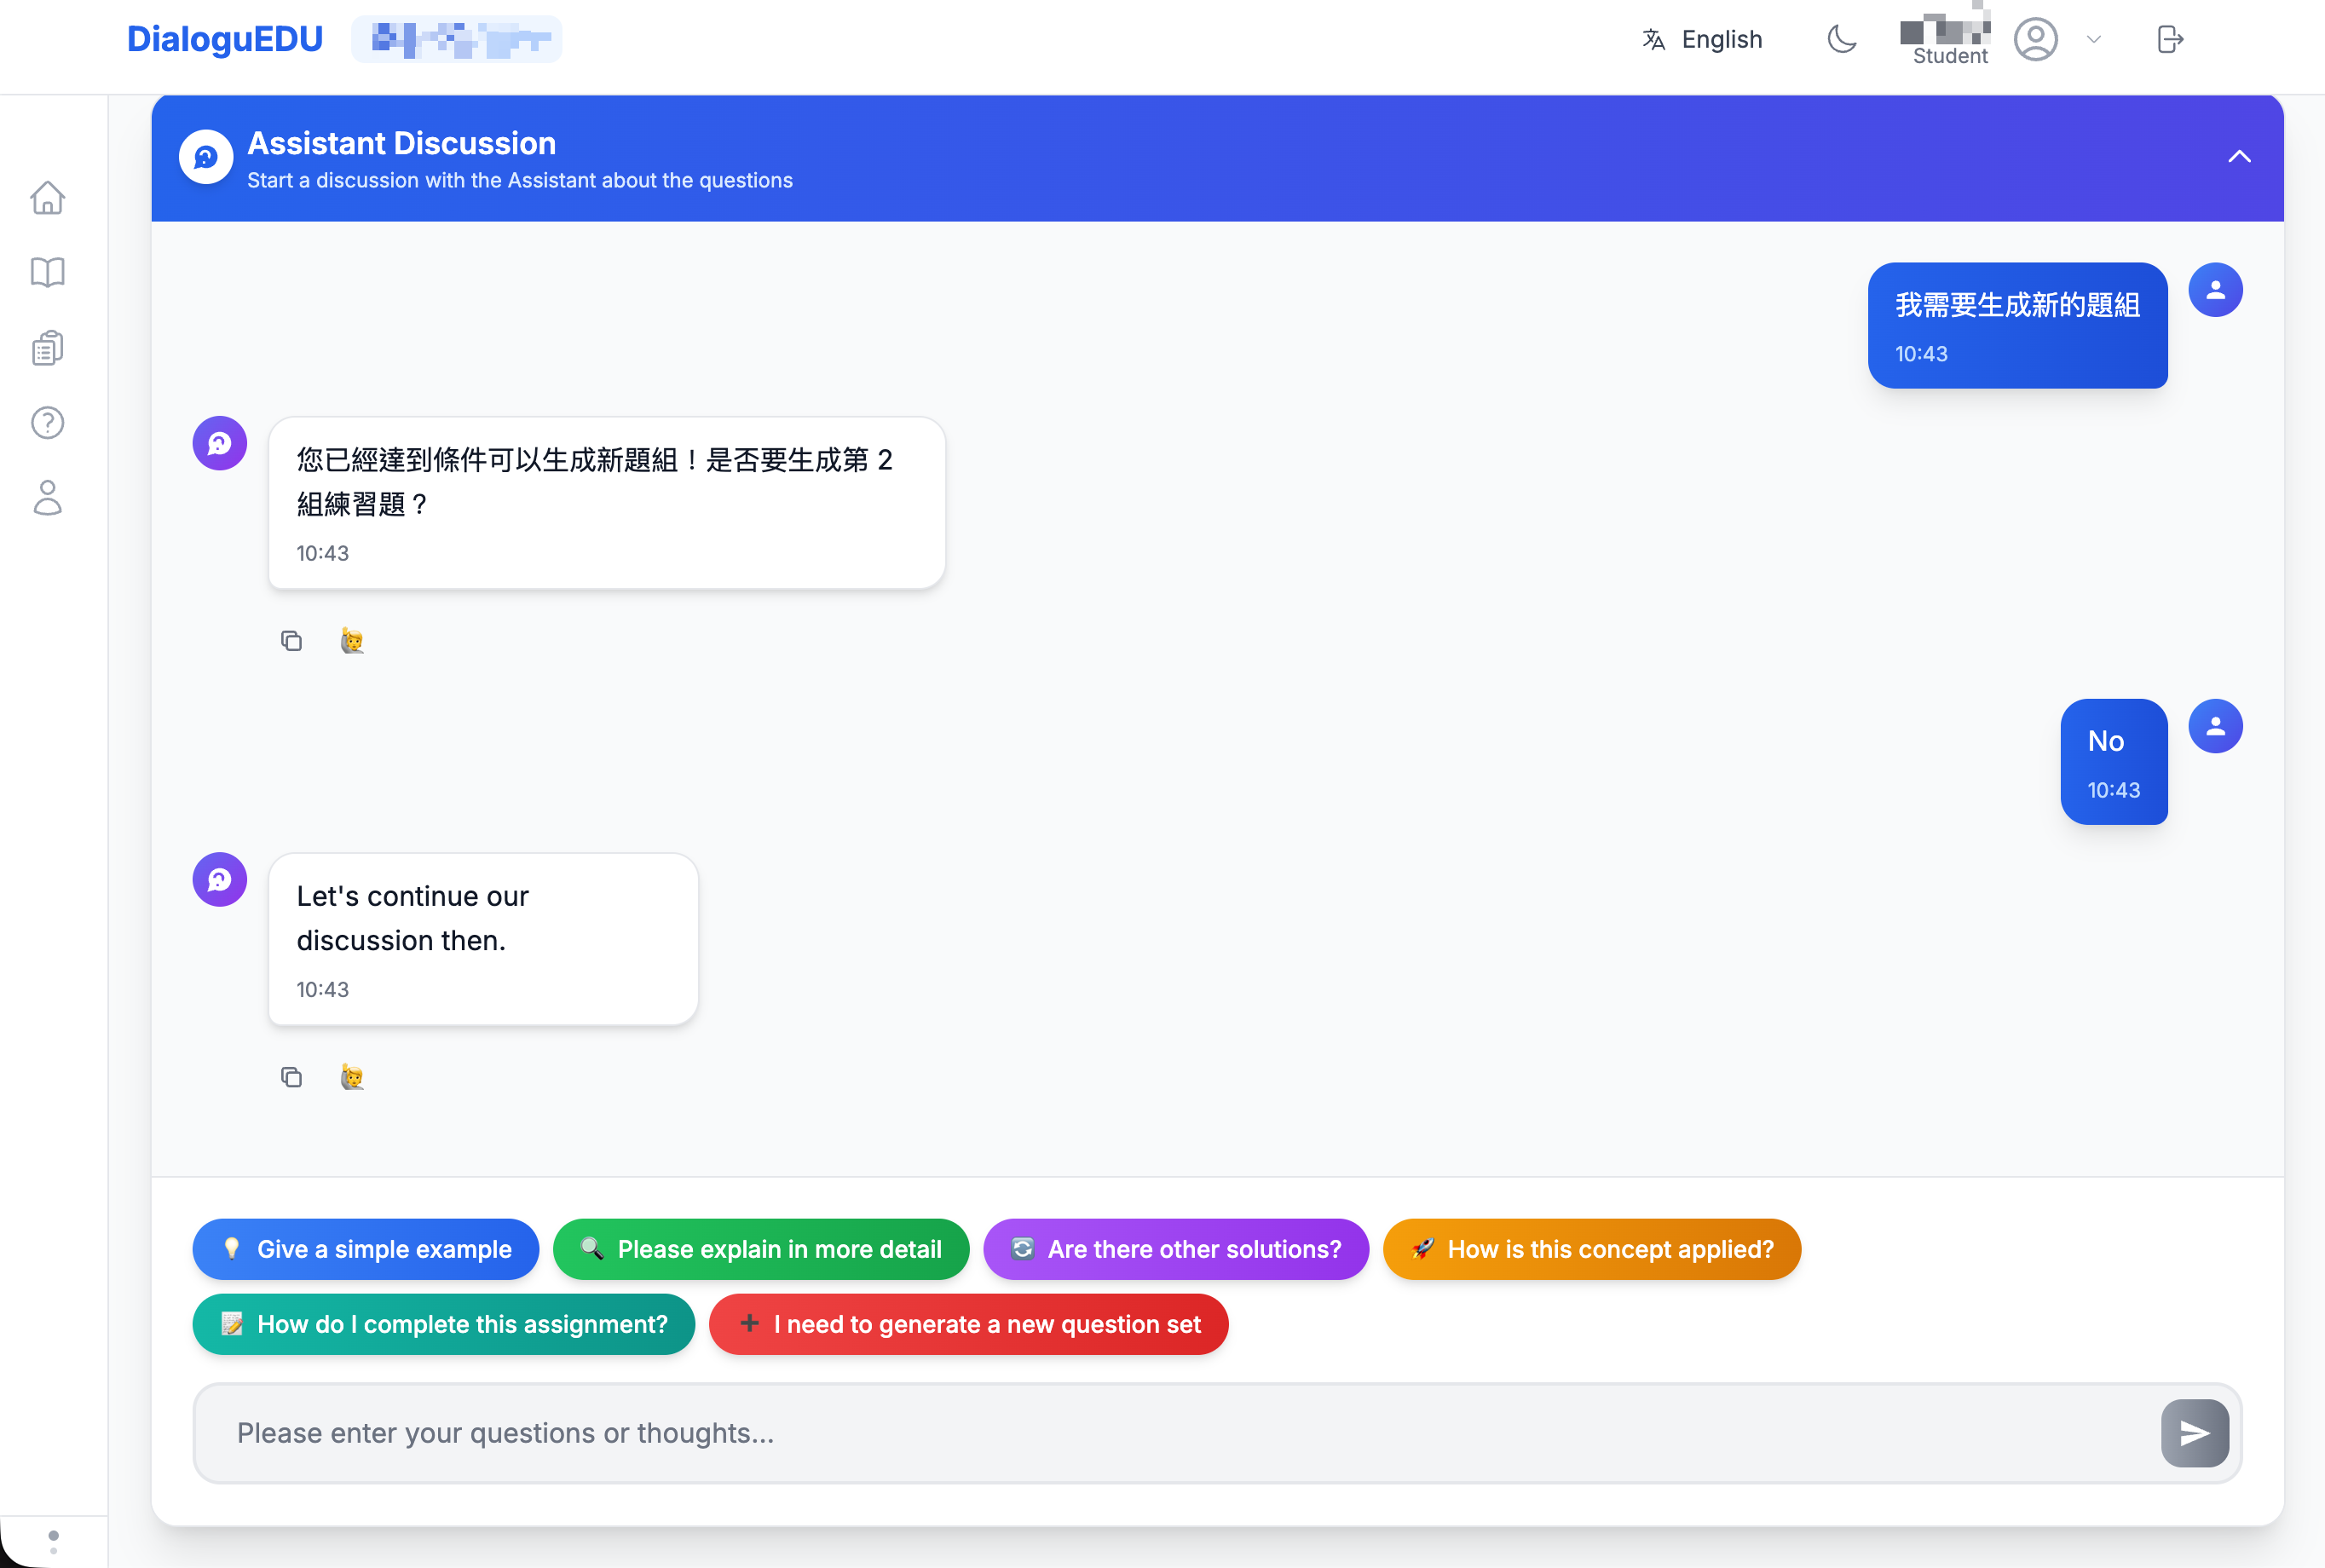 DialoguEDU
English
Student
Assistant Discussion
Start a discussion with the Assistant about the questions
我需要生成新的題組
10:43
您已經達到條件可以生成新題組！是否要生成第 2
組練習題？
10:43
No
10:43
Let's continue our
discussion then.
10:43
Give a simple example
Please explain in more detail
Are there other solutions?
How is this concept applied?
How do I complete this assignment?
I need to generate a new question set
Please enter your questions or thoughts...